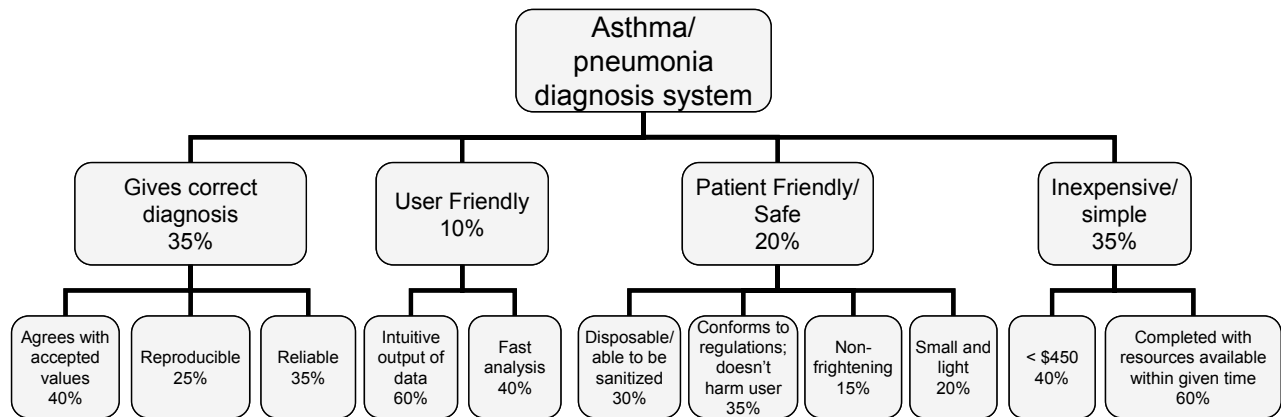 Asthma/
pneumonia
diagnosis system
Gives correct
diagnosis
35%
User Friendly
10%
Patient Friendly/
Safe
20%
Inexpensive/
simple
35%
Agrees with
accepted
values
40%
Reproducible
25%
Reliable
35%
Intuitive
output of
data
60%
Fast
analysis
40%
Disposable/
able to be
sanitized
30%
Conforms to
regulations;
doesn’t
harm user
35%
Non-
frightening
15%
Small and
light
20%
< $450
40%
Completed with
resources available
within given time
60%